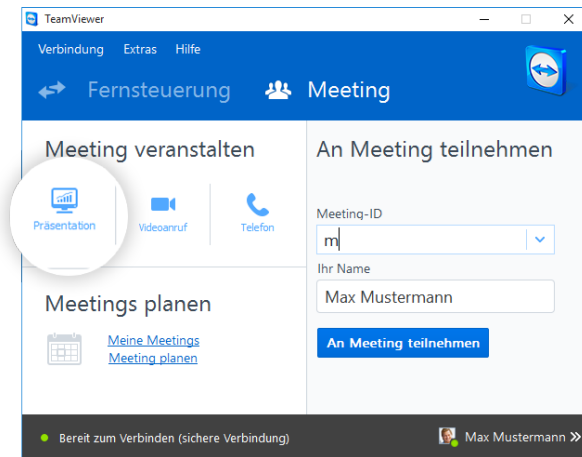 TeamViewer
Verbindung Extras Hilfe
Fernsteuerung Meeting
Meeting veranstalten
Präsentation
Videoanruf
Telefon
Meetings planen
Meine Meetings
Meeting planen
An Meeting teilnehmen
Meeting-ID
m
Ihr Name
Max Mustermann
An Meeting teilnehmen
Bereit zum Verbinden (sichere Verbindung)
Max Mustermann